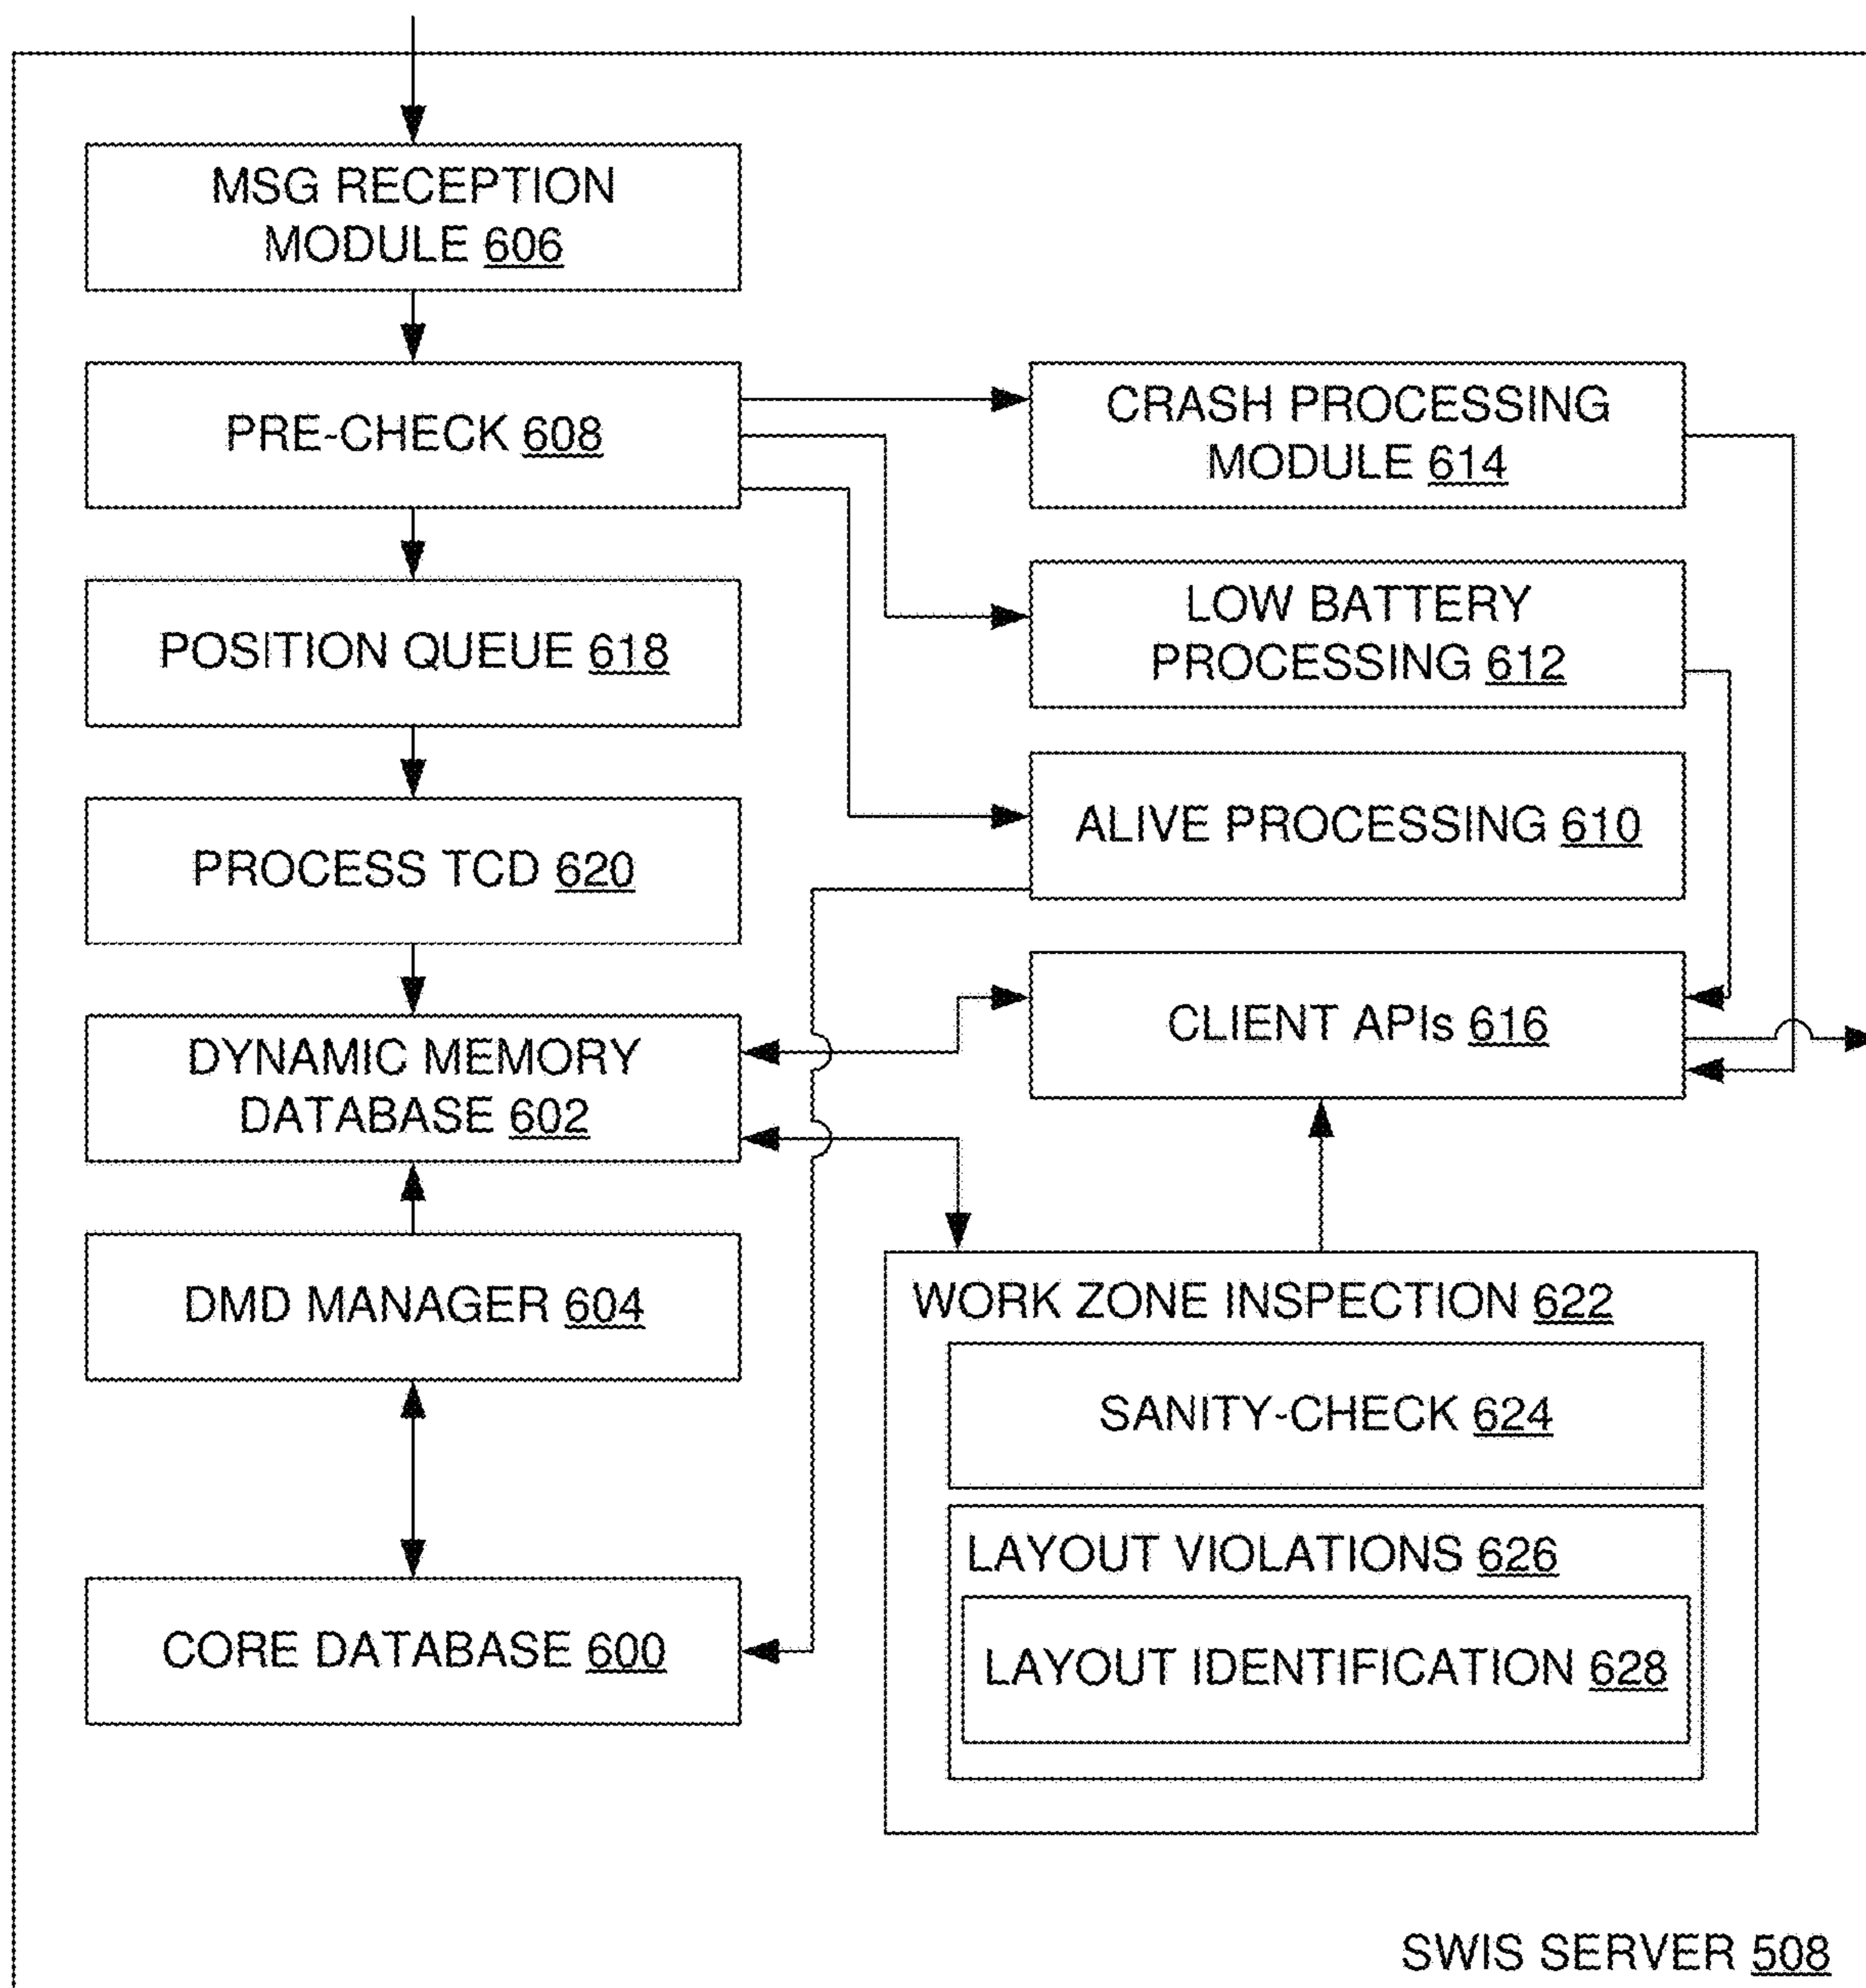 MSG RECEPTION
MODULE 606
PRE-CHECK 608
CRASH PROCESSING
MODULE 614
POSITION QUEUE 618
LOW BATTERY
PROCESSING 612
PROCESS TCD 620
ALIVE PROCESSING 610
DYNAMIC MEMORY
DATABASE 602
CLIENT APIs 616
DMD MANAGER 604
WORK ZONE INSPECTION 622
SANITY-CHECK 624
LAYOUT VIOLATIONS 626
LAYOUT IDENTIFICATION 628
CORE DATABASE 600
SWIS SERVER 508